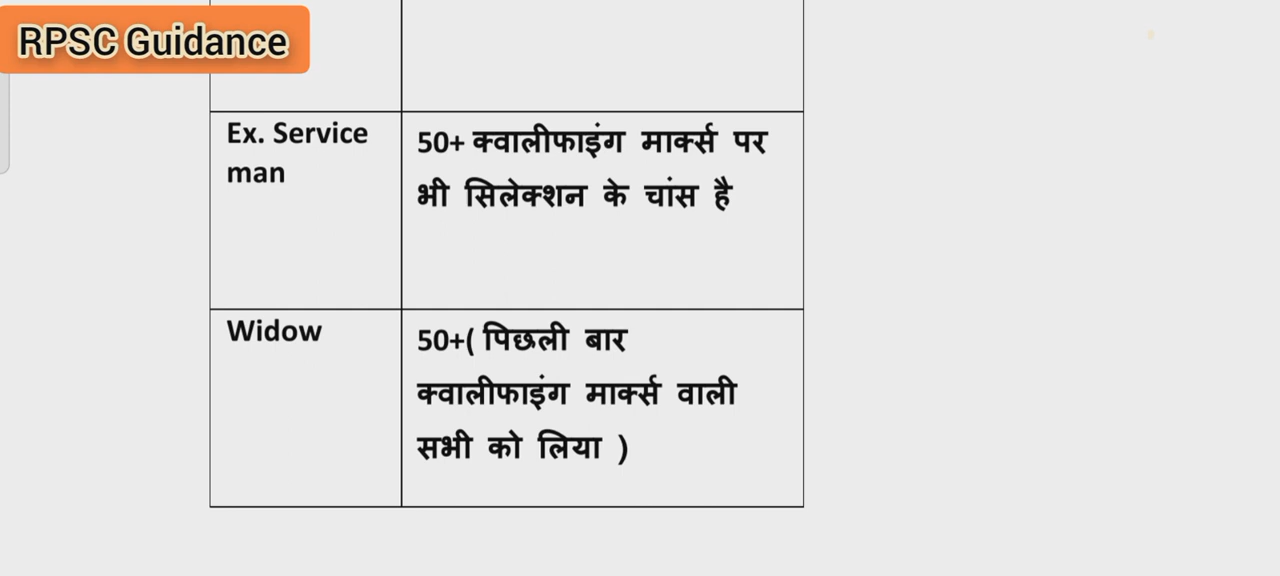 RPSC Guidance
Ex. Service
man
50+ क्वालीफाइंग मार्क्स पर
भी सिलेक्शन के चांस है
Widow
50+( पिछली बार
क्वालीफाइंग मार्क्स वाली
सभी को लिया )